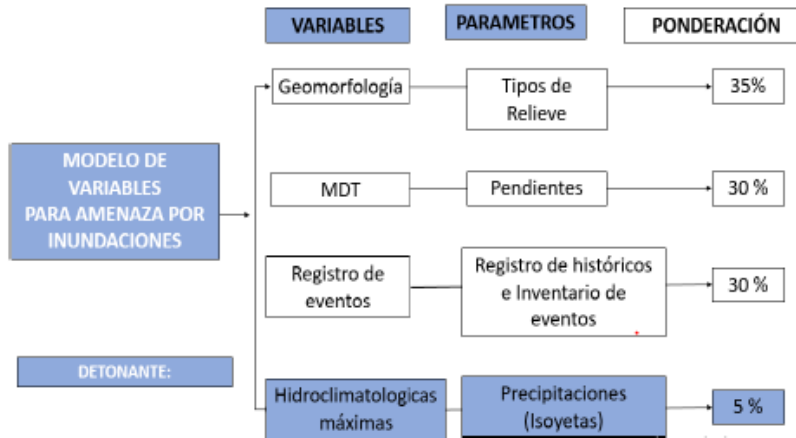 VARIABLES
PARAMETROS
PONDERACIÓN
Geomorfología
Tipos de
Relieve
35%
MODELO DE
VARIABLES
PARA AMENAZA POR
INUNDACIONES
MDT
Pendientes
30 %
Registro de
eventos
Registro de históricos
e Inventario de
eventos
30 %
DETONANTE:
Hidroclimatologicas
máximas
Precipitaciones
(Isoyetas)
5 %